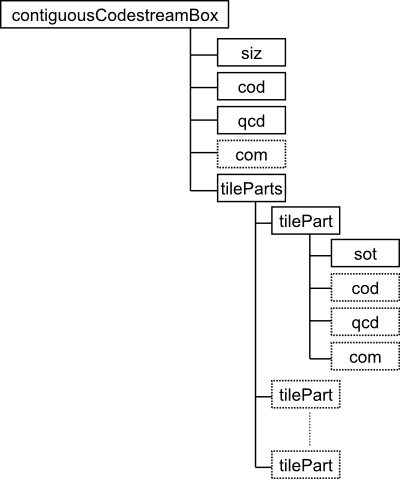 contiguousCodestreamBox
siz
cod
qcd
com
tileParts
tilePart
sot
cod
qcd
com
tilePart
tilePart